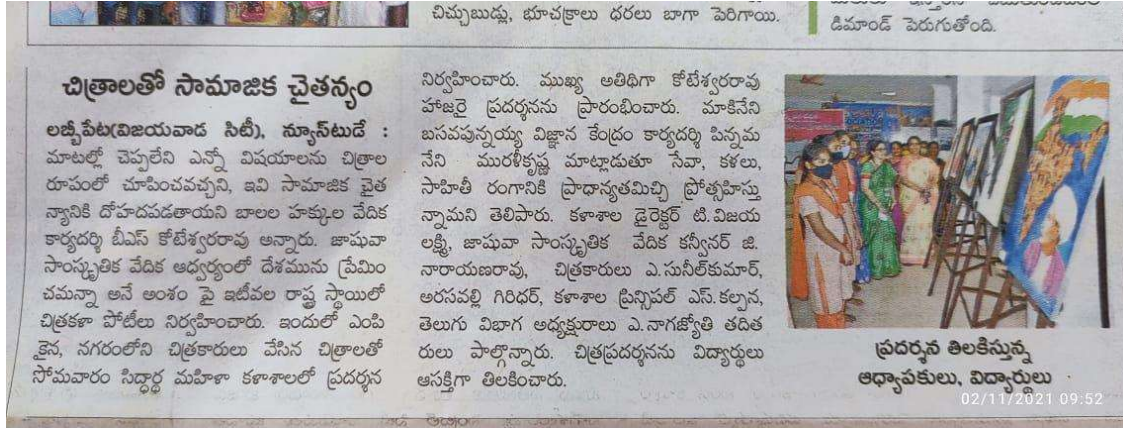 చిచ్చుబుడ్లు, భూచక్రాలు ధరలు బాగా పెరిగాయి.
డిమాండ్ పెరుగుతోంది.
చిత్రాలతో సామాజిక చైతన్యం
లబ్బీపేట(విజయవాడ సిటీ), న్యూస్‌టుడే :
మాటల్లో చెప్పలేని ఎన్నో విషయాలను చిత్రాల
రూపంలో చూపించవచ్చని, ఇవి సామాజిక చైత
న్యానికి దోహదపడతాయని బాలల హక్కుల వేదిక
కార్యదర్శి బీఎస్ కోటేశ్వరరావు అన్నారు. జాషువా
సాంస్కృతిక వేదిక ఆధ్వర్యంలో దేశమును ప్రేమిం
చమన్నా అనే అంశం పై ఇటీవల రాష్ట్ర స్థాయిలో
చిత్రకళా పోటీలు నిర్వహించారు. ఇందులో ఎంపి
కైన, నగరంలోని చిత్రకారులు వేసిన చిత్రాలతో
సోమవారం సిద్ధార్థ మహిళా కళాశాలలో ప్రదర్శన
నిర్వహించారు. ముఖ్య అతిథిగా కోటేశ్వరరావు
హాజరై ప్రదర్శనను ప్రారంభించారు. మాకినేని
బసవపున్నయ్య విజ్ఞాన కేంద్రం కార్యదర్శి పిన్నమ
నేని మురళీకృష్ణ మాట్లాడుతూ సేవా, కళలు,
సాహితీ రంగానికి ప్రాధాన్యతమిచ్చి ప్రోత్సహిస్తు
న్నామని తెలిపారు. కళాశాల డైరెక్టర్ టి.విజయ
లక్ష్మి, జాషువా సాంస్కృతిక వేదిక కన్వీనర్ జి.
నారాయణరావు, చిత్రకారులు ఎ.సునీల్‌కుమార్,
అరసవల్లి గిరిధర్, కళాశాల ప్రిన్సిపల్ ఎస్.కల్పన,
తెలుగు విభాగ అధ్యక్షురాలు ఎ.నాగజ్యోతి తదిత
రులు పాల్గొన్నారు. చిత్రప్రదర్శనను విద్యార్థులు
ఆసక్తిగా తిలకించారు.
ప్రదర్శన తిలకిస్తున్న
ఆధ్యాపకులు, విద్యార్థులు
02/11/2021 09:52